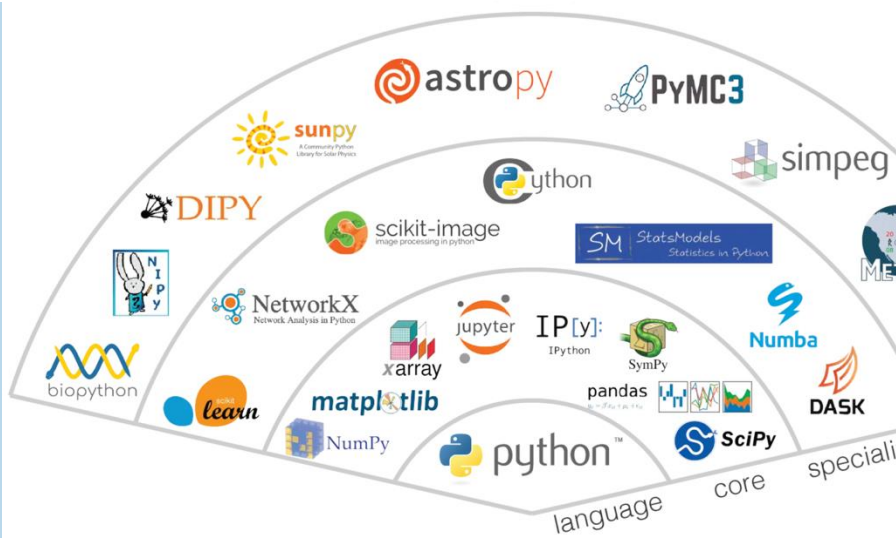 astropy
PyMC3
sunpy
A Community Python
Library for Solar Physics
simpeg
Cython
DIPY
scikit-image
image processing in python
SM StatsModels
Statistics in Python
NIPY
NetworkX
Network Analysis in Python
jupyter
IP[y]:
IPython
Numba
xarray
SymPy
biopython
scikit
learn
matplotlib
pandas
DASK
NumPy
python™
SciPy
language
core
speciali